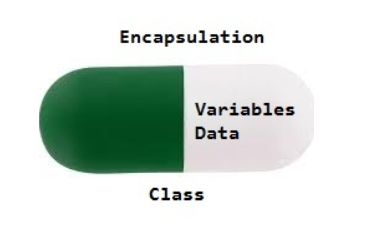 Encapsulation
Variables
Data
Class